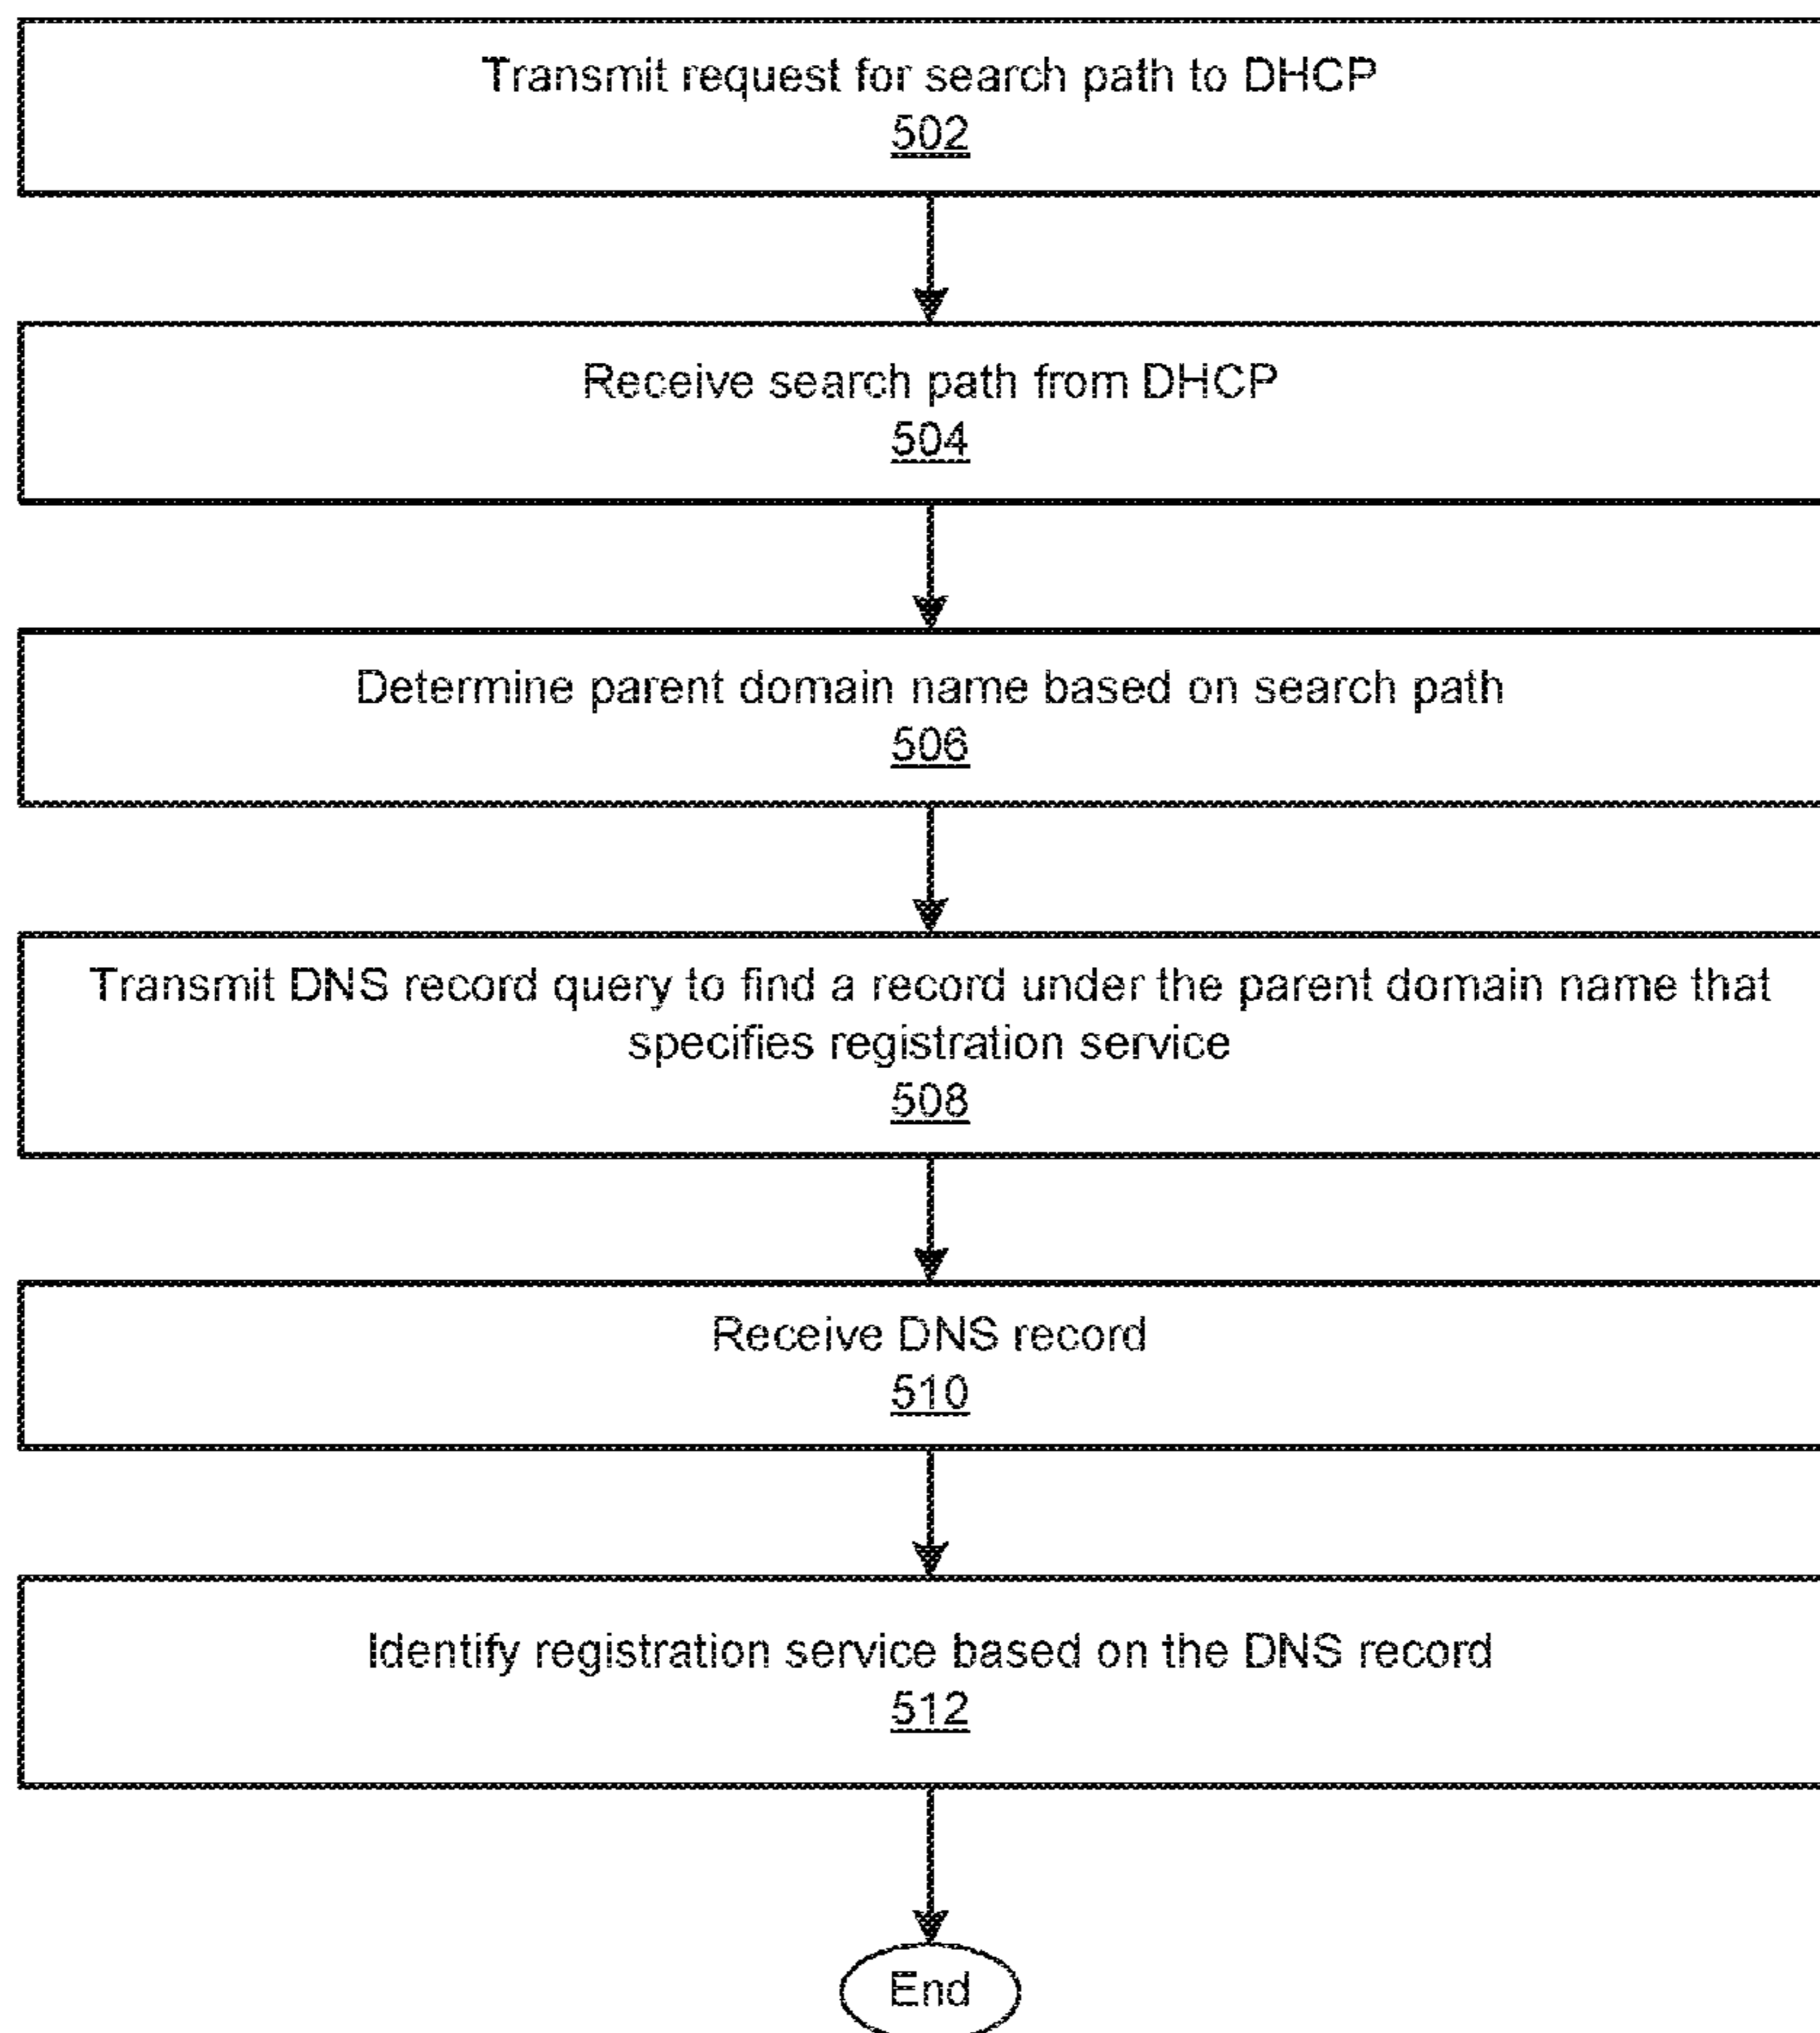 Transmit request for search path to DHCP
502
Receive search path from DHCP
504
Determine parent domain name based on search path
506
Transmit DNS record query to find a record under the parent domain name that
specifies registration service
508
Receive DNS record
510
Identify registration service based on the DNS record
512
End